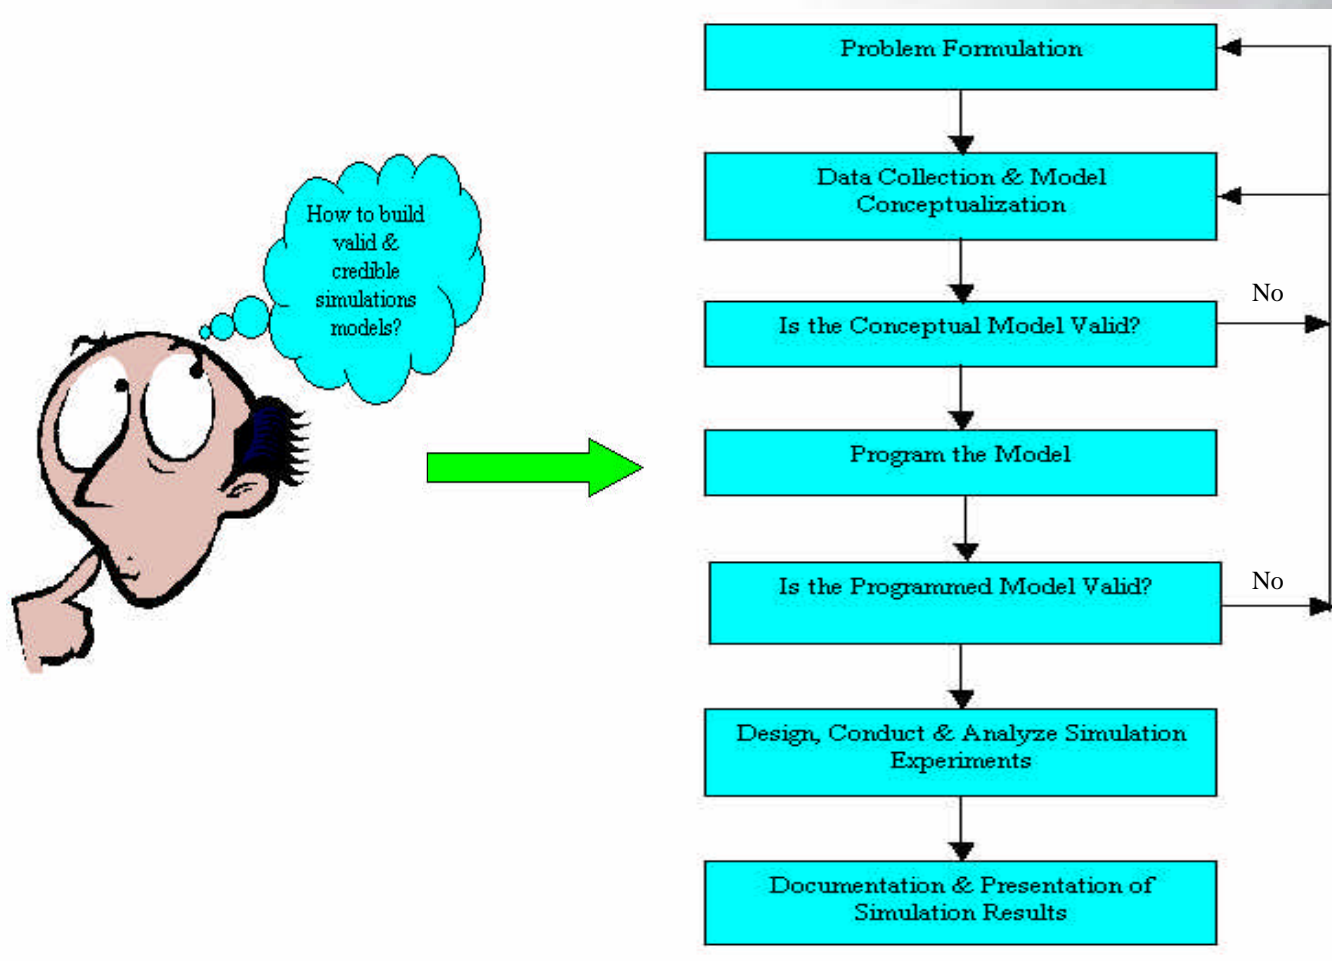 How to build
valid &
credible
simulations
models?
Problem Formulation
Data Collection & Model
Conceptualization
Is the Conceptual Model Valid?
No
Program the Model
Is the Programmed Model Valid?
No
Design, Conduct & Analyze Simulation
Experiments
Documentation & Presentation of
Simulation Results